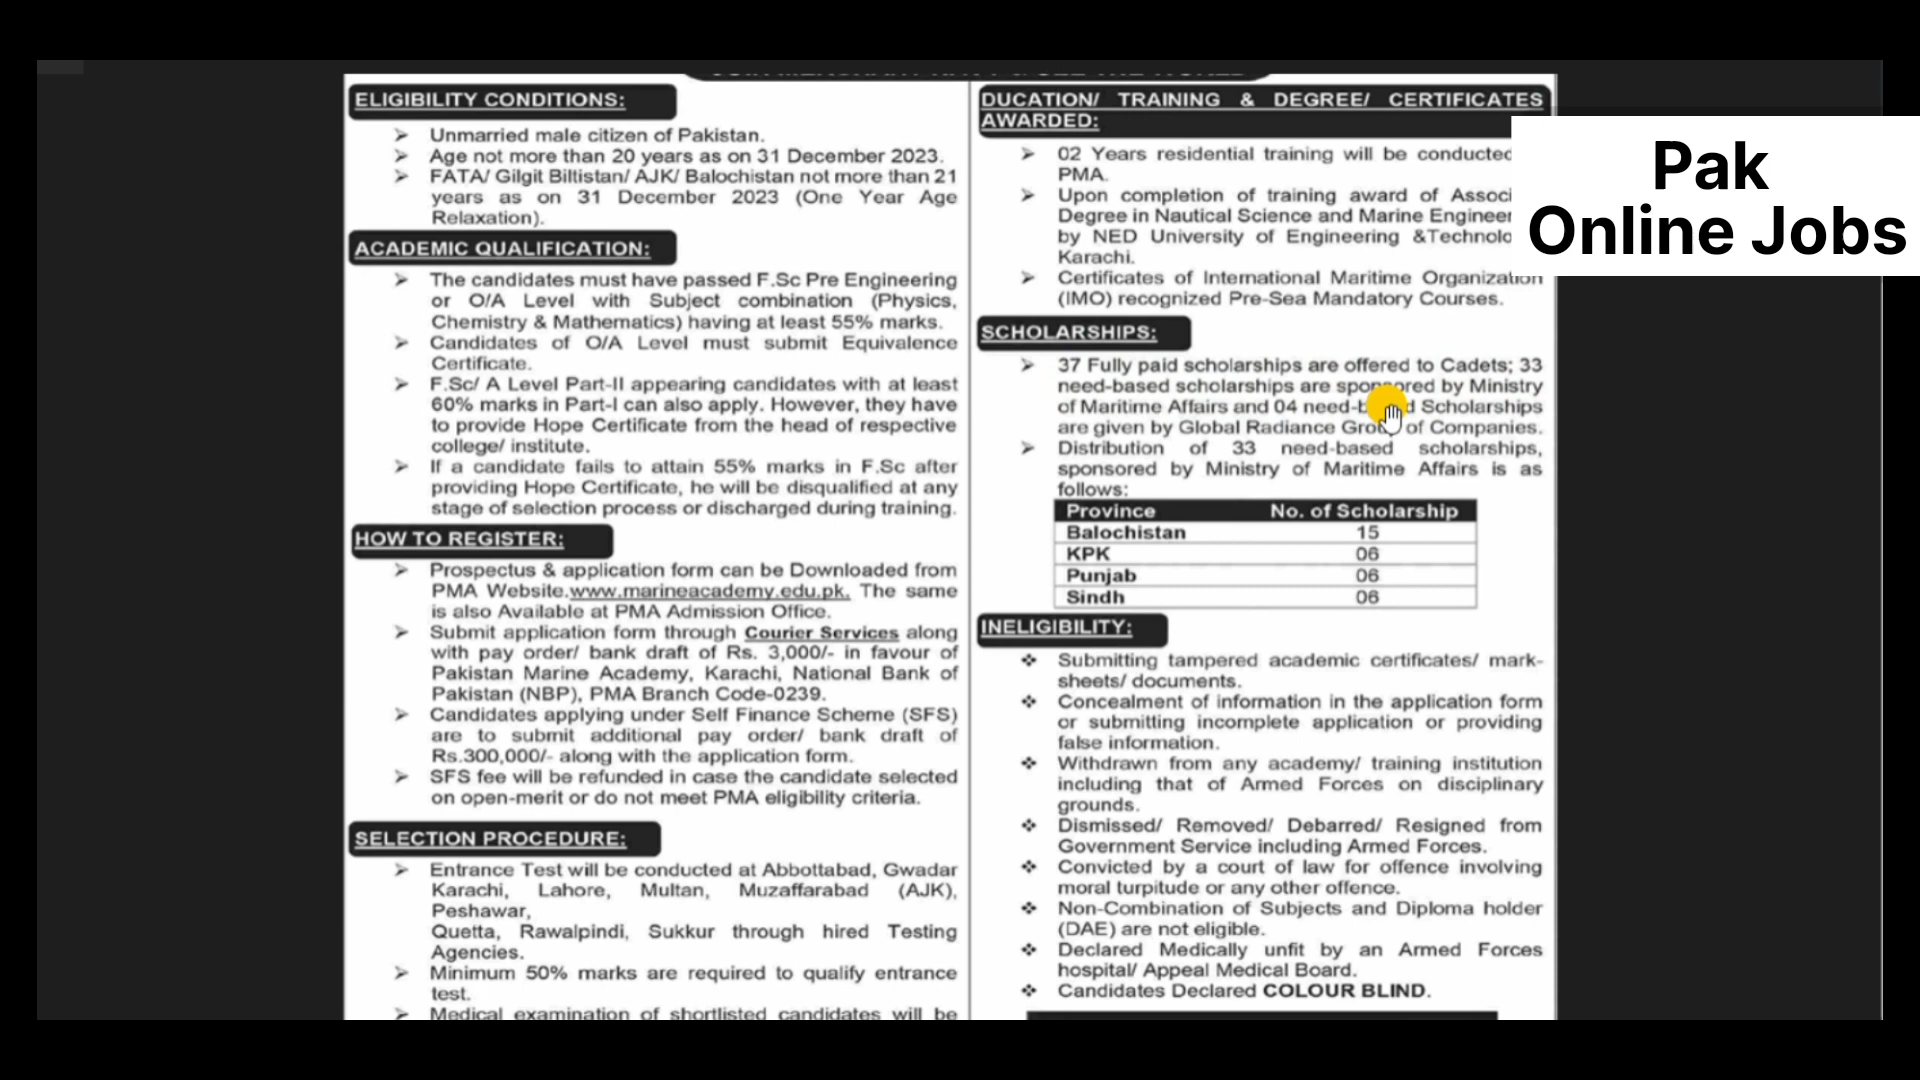 ELIGIBILITY CONDITIONS:
➢ Unmarried male citizen of Pakistan.
➢ Age not more than 20 years as on 31 December 2023.
➢ FATA/ Gilgit Biltistan/ AJK/ Balochistan not more than 21
years as on 31 December 2023 (One Year Age
Relaxation).
ACADEMIC QUALIFICATION:
➢ The candidates must have passed F.Sc Pre Engineering
or O/A Level with Subject combination (Physics,
Chemistry & Mathematics) having at least 55% marks.
➢ Candidates of O/A Level must submit Equivalence
Certificate.
➢ F.Sc/ A Level Part-II appearing candidates with at least
60% marks in Part-I can also apply. However, they have
to provide Hope Certificate from the head of respective
college/ institute.
➢ If a candidate fails to attain 55% marks in F.Sc after
providing Hope Certificate, he will be disqualified at any
stage of selection process or discharged during training.
HOW TO REGISTER:
➢ Prospectus & application form can be Downloaded from
PMA Website.www.marineacademy.edu.pk. The same
is also Available at PMA Admission Office.
➢ Submit application form through Courier Services along
with pay order/ bank draft of Rs. 3,000/- in favour of
Pakistan Marine Academy, Karachi, National Bank of
Pakistan (NBP), PMA Branch Code-0239.
➢ Candidates applying under Self Finance Scheme (SFS)
are to submit additional pay order/ bank draft of
Rs.300,000/- along with the application form.
➢ SFS fee will be refunded in case the candidate selected
on open-merit or do not meet PMA eligibility criteria.
SELECTION PROCEDURE:
➢ Entrance Test will be conducted at Abbottabad, Gwadar
Karachi, Lahore, Multan, Muzaffarabad (AJK),
Peshawar,
Quetta, Rawalpindi, Sukkur through hired Testing
Agencies.
➢ Minimum 50% marks are required to qualify entrance
test.
➢ Medical examination of shortlisted candidates will be
DUCATION/ TRAINING & DEGREE/ CERTIFICATES
AWARDED:
➢ 02 Years residential training will be conducted
PMA.
➢ Upon completion of training award of Associ
Degree in Nautical Science and Marine Engineer
by NED University of Engineering &Technolo
Karachi.
➢ Certificates of International Maritime Organization
(IMO) recognized Pre-Sea Mandatory Courses.
SCHOLARSHIPS:
➢ 37 Fully paid scholarships are offered to Cadets; 33
need-based scholarships are sponsored by Ministry
of Maritime Affairs and 04 need-based Scholarships
are given by Global Radiance Group of Companies.
➢ Distribution of 33 need-based scholarships,
sponsored by Ministry of Maritime Affairs is as
follows:
Province No. of Scholarship
Balochistan 15
KPK 06
Punjab 06
Sindh 06
INELIGIBILITY:
❖ Submitting tampered academic certificates/ mark-
sheets/ documents.
❖ Concealment of information in the application form
or submitting incomplete application or providing
false information.
❖ Withdrawn from any academy/ training institution
including that of Armed Forces on disciplinary
grounds.
❖ Dismissed/ Removed/ Debarred/ Resigned from
Government Service including Armed Forces.
❖ Convicted by a court of law for offence involving
moral turpitude or any other offence.
❖ Non-Combination of Subjects and Diploma holder
(DAE) are not eligible.
❖ Declared Medically unfit by an Armed Forces
hospital/ Appeal Medical Board.
❖ Candidates Declared COLOUR BLIND.
Pak
Online Jobs